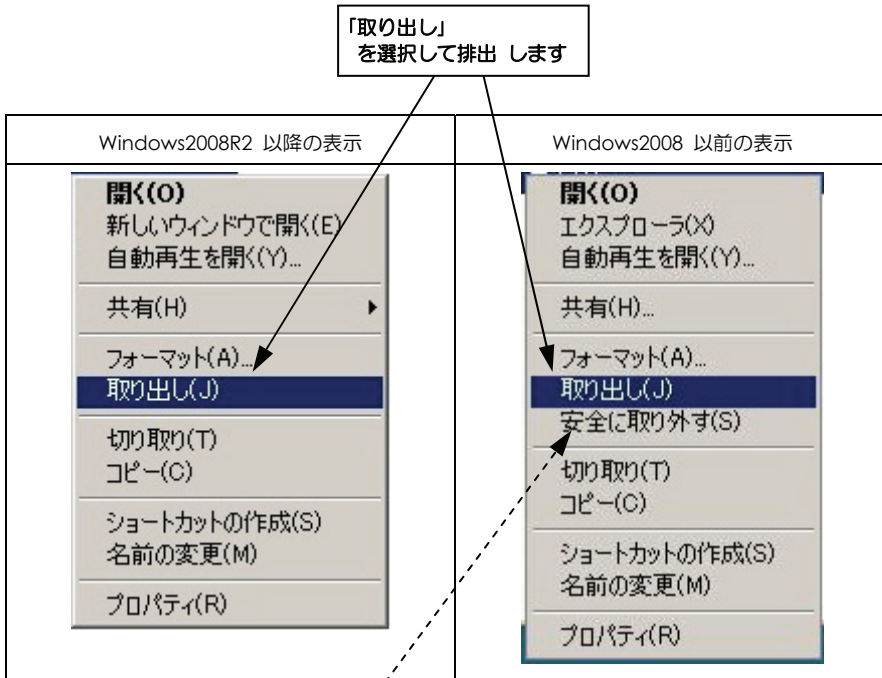 「取り出し」
を選択して排出 します
Windows2008R2 以降の表示
Windows2008 以前の表示
開く(O)
新しいウィンドウで開く(E)
自動再生を開く(Y)...
共有(H)
フォーマット(A)...
取り出し(J)
切り取り(T)
コピー(C)
ショートカットの作成(S)
名前の変更(M)
プロパティ(R)
開く(O)
エクスプローラ(X)
自動再生を開く(Y)...
共有(H)...
フォーマット(A)...
取り出し(J)
安全に取り外す(S)
切り取り(T)
コピー(C)
ショートカットの作成(S)
名前の変更(M)
プロパティ(R)